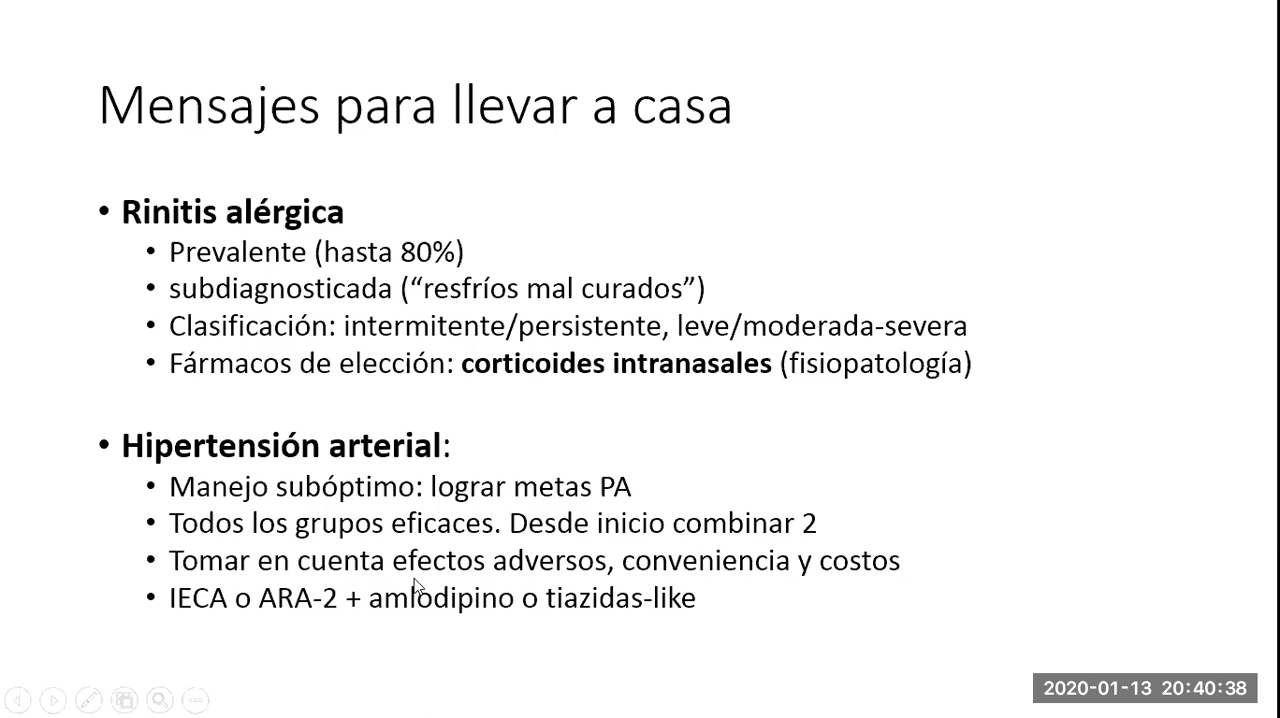 Mensajes para llevar a casa
• Rinitis alérgica
• Prevalente (hasta 80%)
• subdiagnosticada (“resfríos mal curados”)
• Clasificación: intermitente/persistente, leve/moderada-severa
• Fármacos de elección: corticoides intranasales (fisiopatología)
• Hipertensión arterial:
• Manejo subóptimo: lograr metas PA
• Todos los grupos eficaces. Desde inicio combinar 2
• Tomar en cuenta efectos adversos, conveniencia y costos
• IECA o ARA-2 + amlodipino o tiazidas-like
2020-01-13 20:40:38